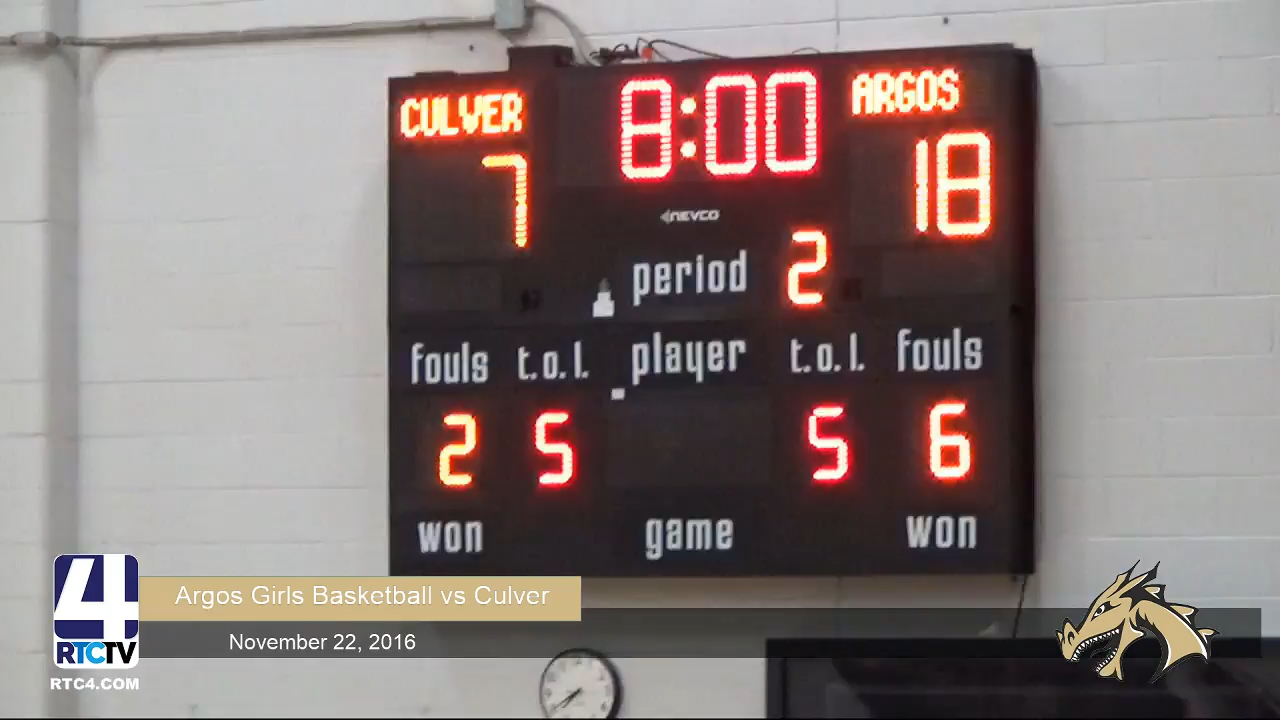 CULVER 8:00 ARGOS
7 18
NEVCO
period 2
fouls t.o.l. player t.o.l. fouls
2 5 5 6
won game won
4
RTCTV
RTC4.COM
Argos Girls Basketball vs Culver
November 22, 2016